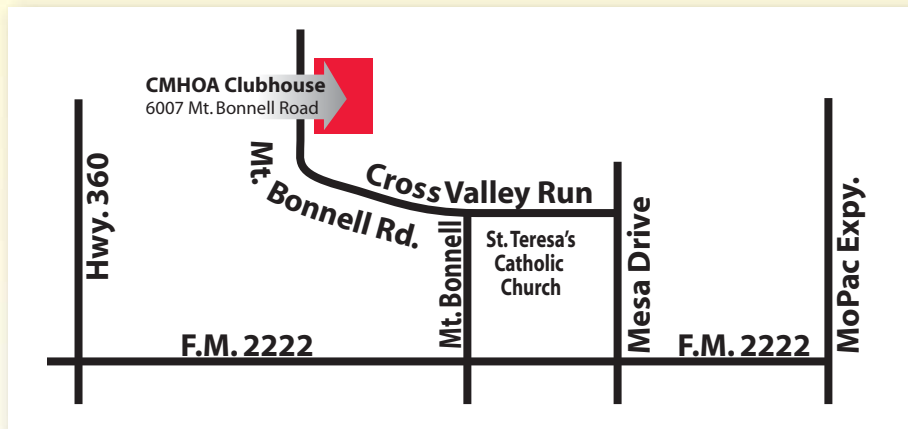 CMHOA Clubhouse
6007 Mt. Bonnell Road
Hwy. 360
Mt. Bonnell Rd.
Cross Valley Run
Mt. Bonnell
St. Teresa's
Catholic
Church
Mesa Drive
MoPac Expy.
F.M. 2222
F.M. 2222